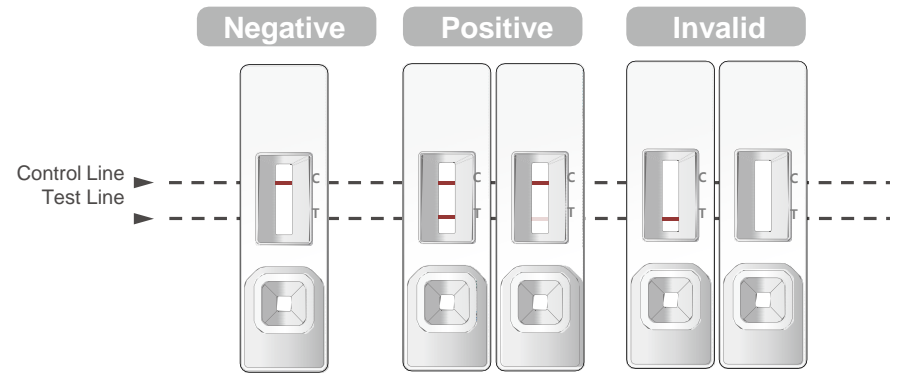 Negative
Positive
Invalid
Control Line
Test Line
C
T
C
T
C
T
C
T
C
T